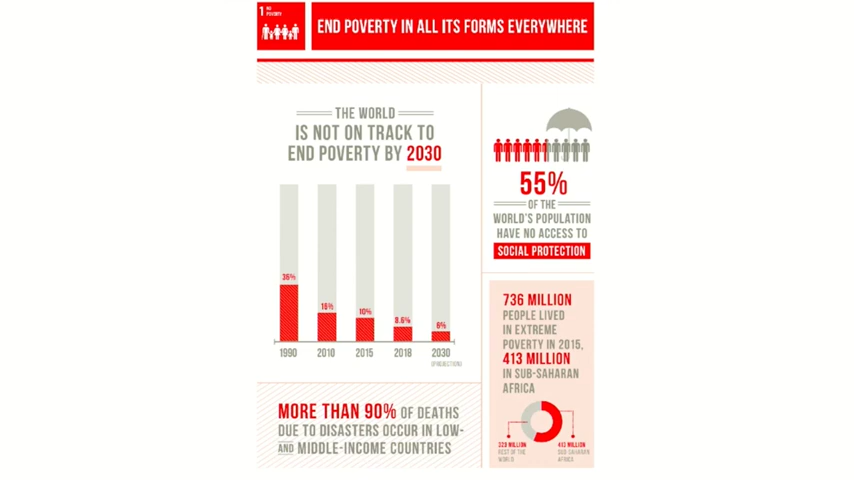 1 NO
POVERTY
END POVERTY IN ALL ITS FORMS EVERYWHERE
THE WORLD
IS NOT ON TRACK TO
END POVERTY BY 2030
36%
16%
10%
8.6%
6%
1990 2010 2015 2018 2030
(PROJECTIONS)
55%
OF THE
WORLD'S POPULATION
HAVE NO ACCESS TO
SOCIAL PROTECTION
736 MILLION
PEOPLE LIVED
IN EXTREME
POVERTY IN 2015,
413 MILLION
IN SUB-SAHARAN
AFRICA
323 MILLION
REST OF THE
WORLD
413 MILLION
SUB-SAHARAN
AFRICA
MORE THAN 90% OF DEATHS
DUE TO DISASTERS OCCUR IN LOW-
AND MIDDLE-INCOME COUNTRIES